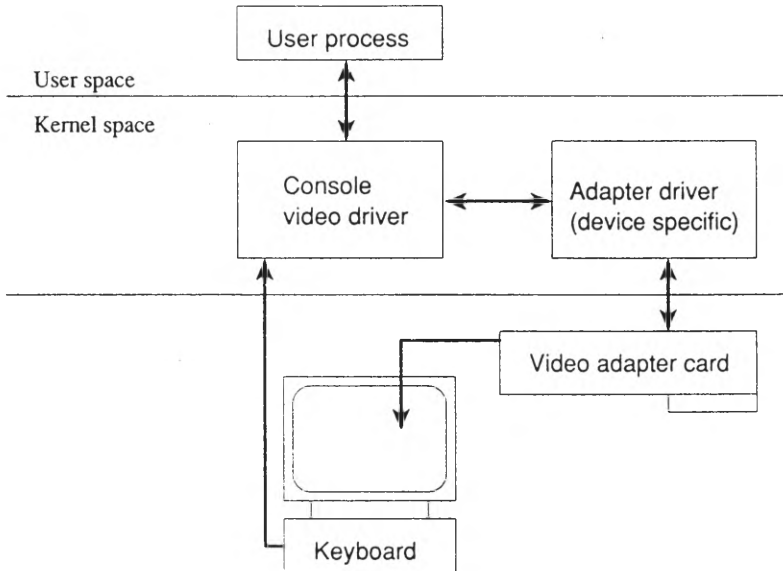 User process
User space
Kernel space
Console
video driver
Adapter driver
(device specific)
Video adapter card
Keyboard